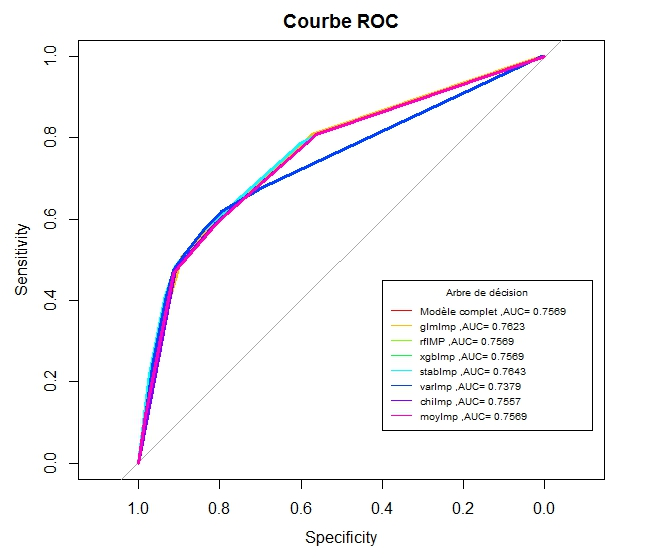 Courbe ROC
Sensitivity
1.0
0.8
0.6
0.4
0.2
0.0
Arbre de décision
Modèle complet ,AUC= 0.7569
glmImp ,AUC= 0.7623
rfIMP ,AUC= 0.7569
xgbImp ,AUC= 0.7569
stabImp ,AUC= 0.7643
varImp ,AUC= 0.7379
chiImp ,AUC= 0.7557
moyImp ,AUC= 0.7569
1.0 0.8 0.6 0.4 0.2 0.0
Specificity